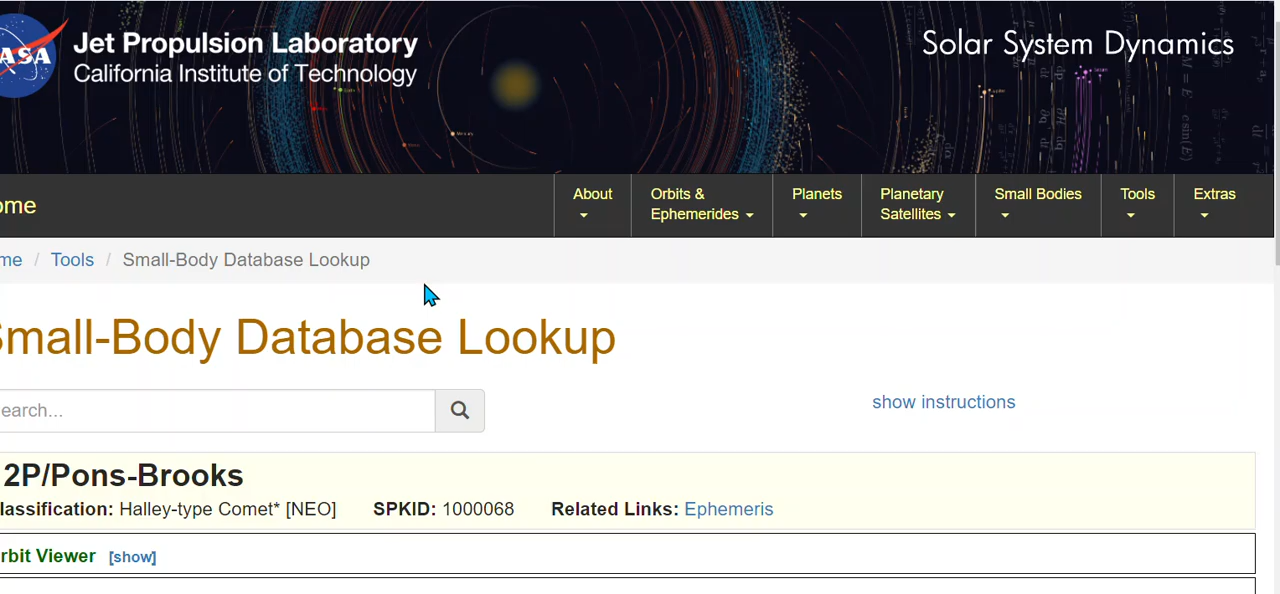 ASA
Jet Propulsion Laboratory
California Institute of Technology
Solar System Dynamics
ome
About
Orbits &
Ephemerides
Planets
Planetary
Satellites
Small Bodies
Tools
Extras
me / Tools / Small-Body Database Lookup
Small-Body Database Lookup
earch...
show instructions
2P/Pons-Brooks
lassification: Halley-type Comet* [NEO] SPKID: 1000068 Related Links: Ephemeris
rbit Viewer [show]